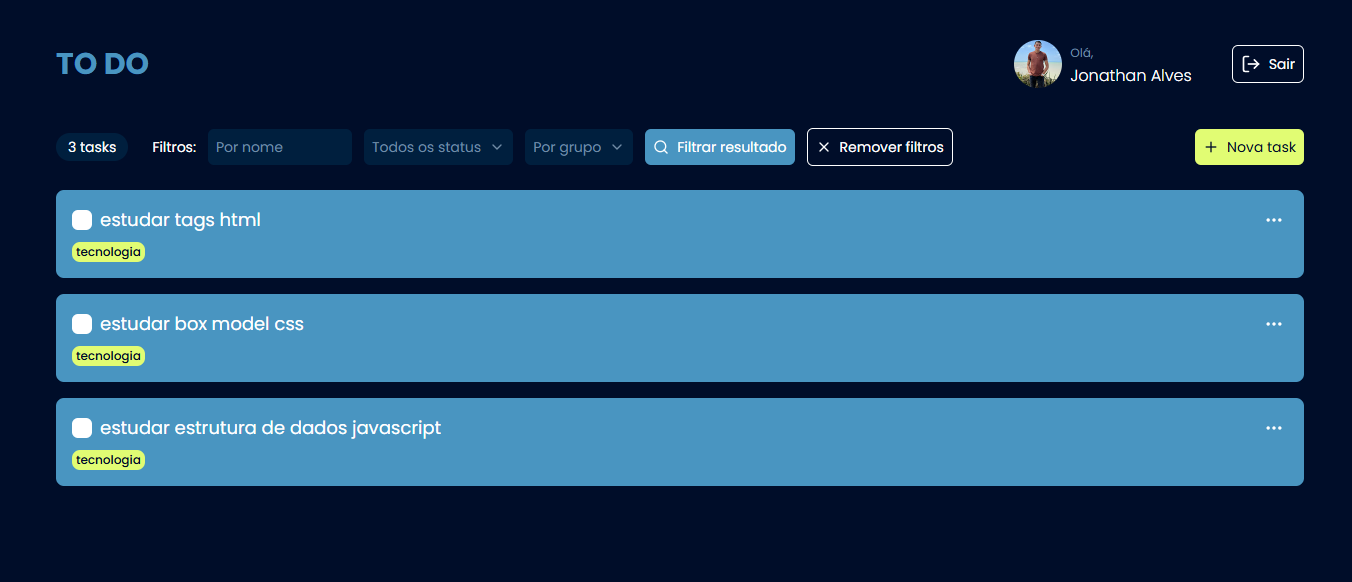 TO DO
Olá,
Jonathan Alves
Sair
3 tasks
Filtros:
Por nome
Todos os status
Por grupo
Filtrar resultado
Remover filtros
Nova task
estudar tags html
tecnologia
estudar box model css
tecnologia
estudar estrutura de dados javascript
tecnologia